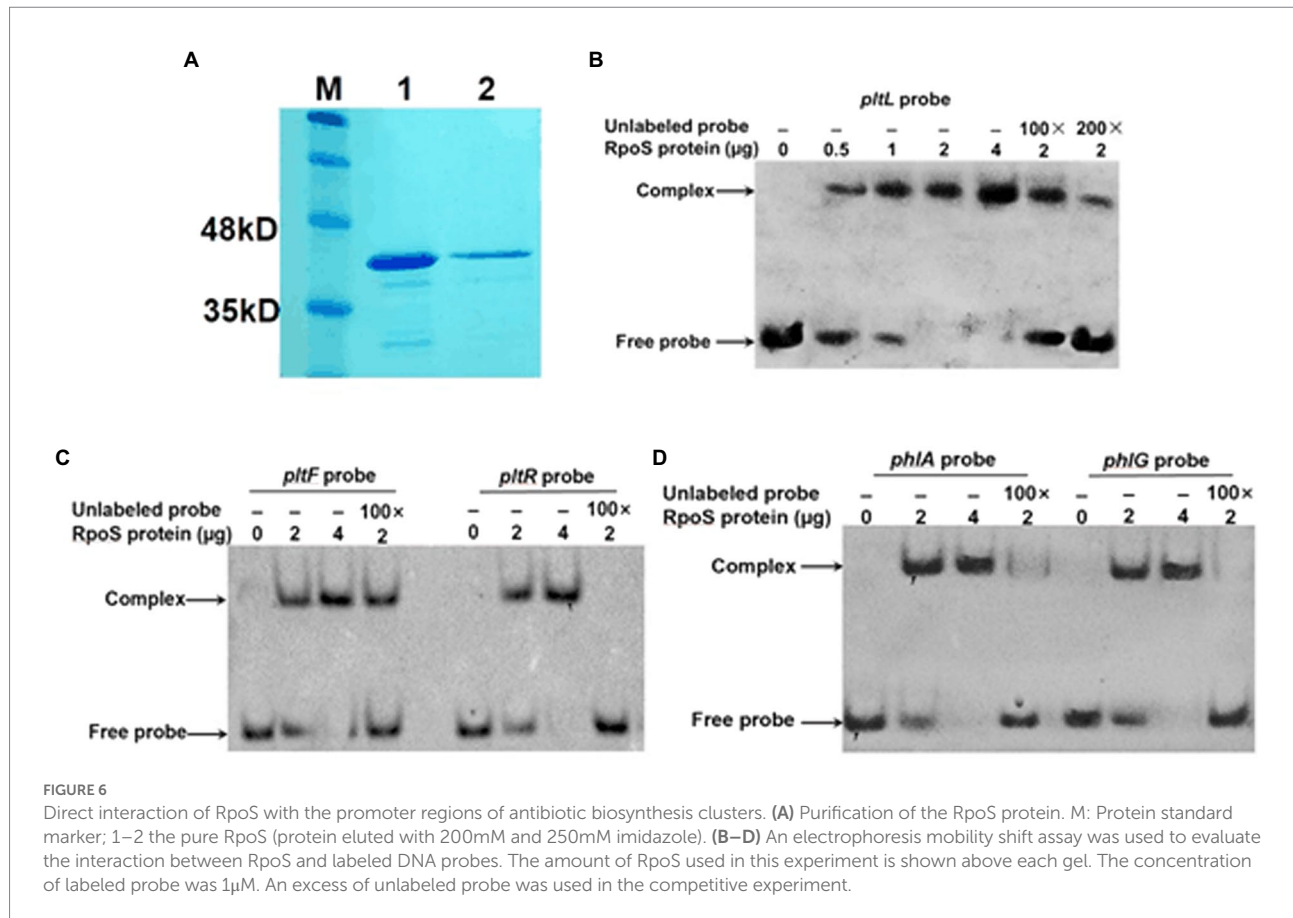 A
M 1 2
48kD
35kD
B
pltL probe
Unlabeled probe – – – – – 100× 200×
RpoS protein (µg) 0 0.5 1 2 4 2 2
Complex
Free probe
C
pltF probe pltR probe
Unlabeled probe – – – 100× – – – 100×
RpoS protein (µg) 0 2 4 2 0 2 4 2
Complex
Free probe
D
phlA probe phlG probe
Unlabeled probe – – – 100× – – – 100×
RpoS protein (µg) 0 2 4 2 0 2 4 2
Complex
Free probe
FIGURE 6
Direct interaction of RpoS with the promoter regions of antibiotic biosynthesis clusters. (A) Purification of the RpoS protein. M: Protein standard
marker; 1–2 the pure RpoS (protein eluted with 200mM and 250mM imidazole). (B–D) An electrophoresis mobility shift assay was used to evaluate
the interaction between RpoS and labeled DNA probes. The amount of RpoS used in this experiment is shown above each gel. The concentration
of labeled probe was 1µM. An excess of unlabeled probe was used in the competitive experiment.